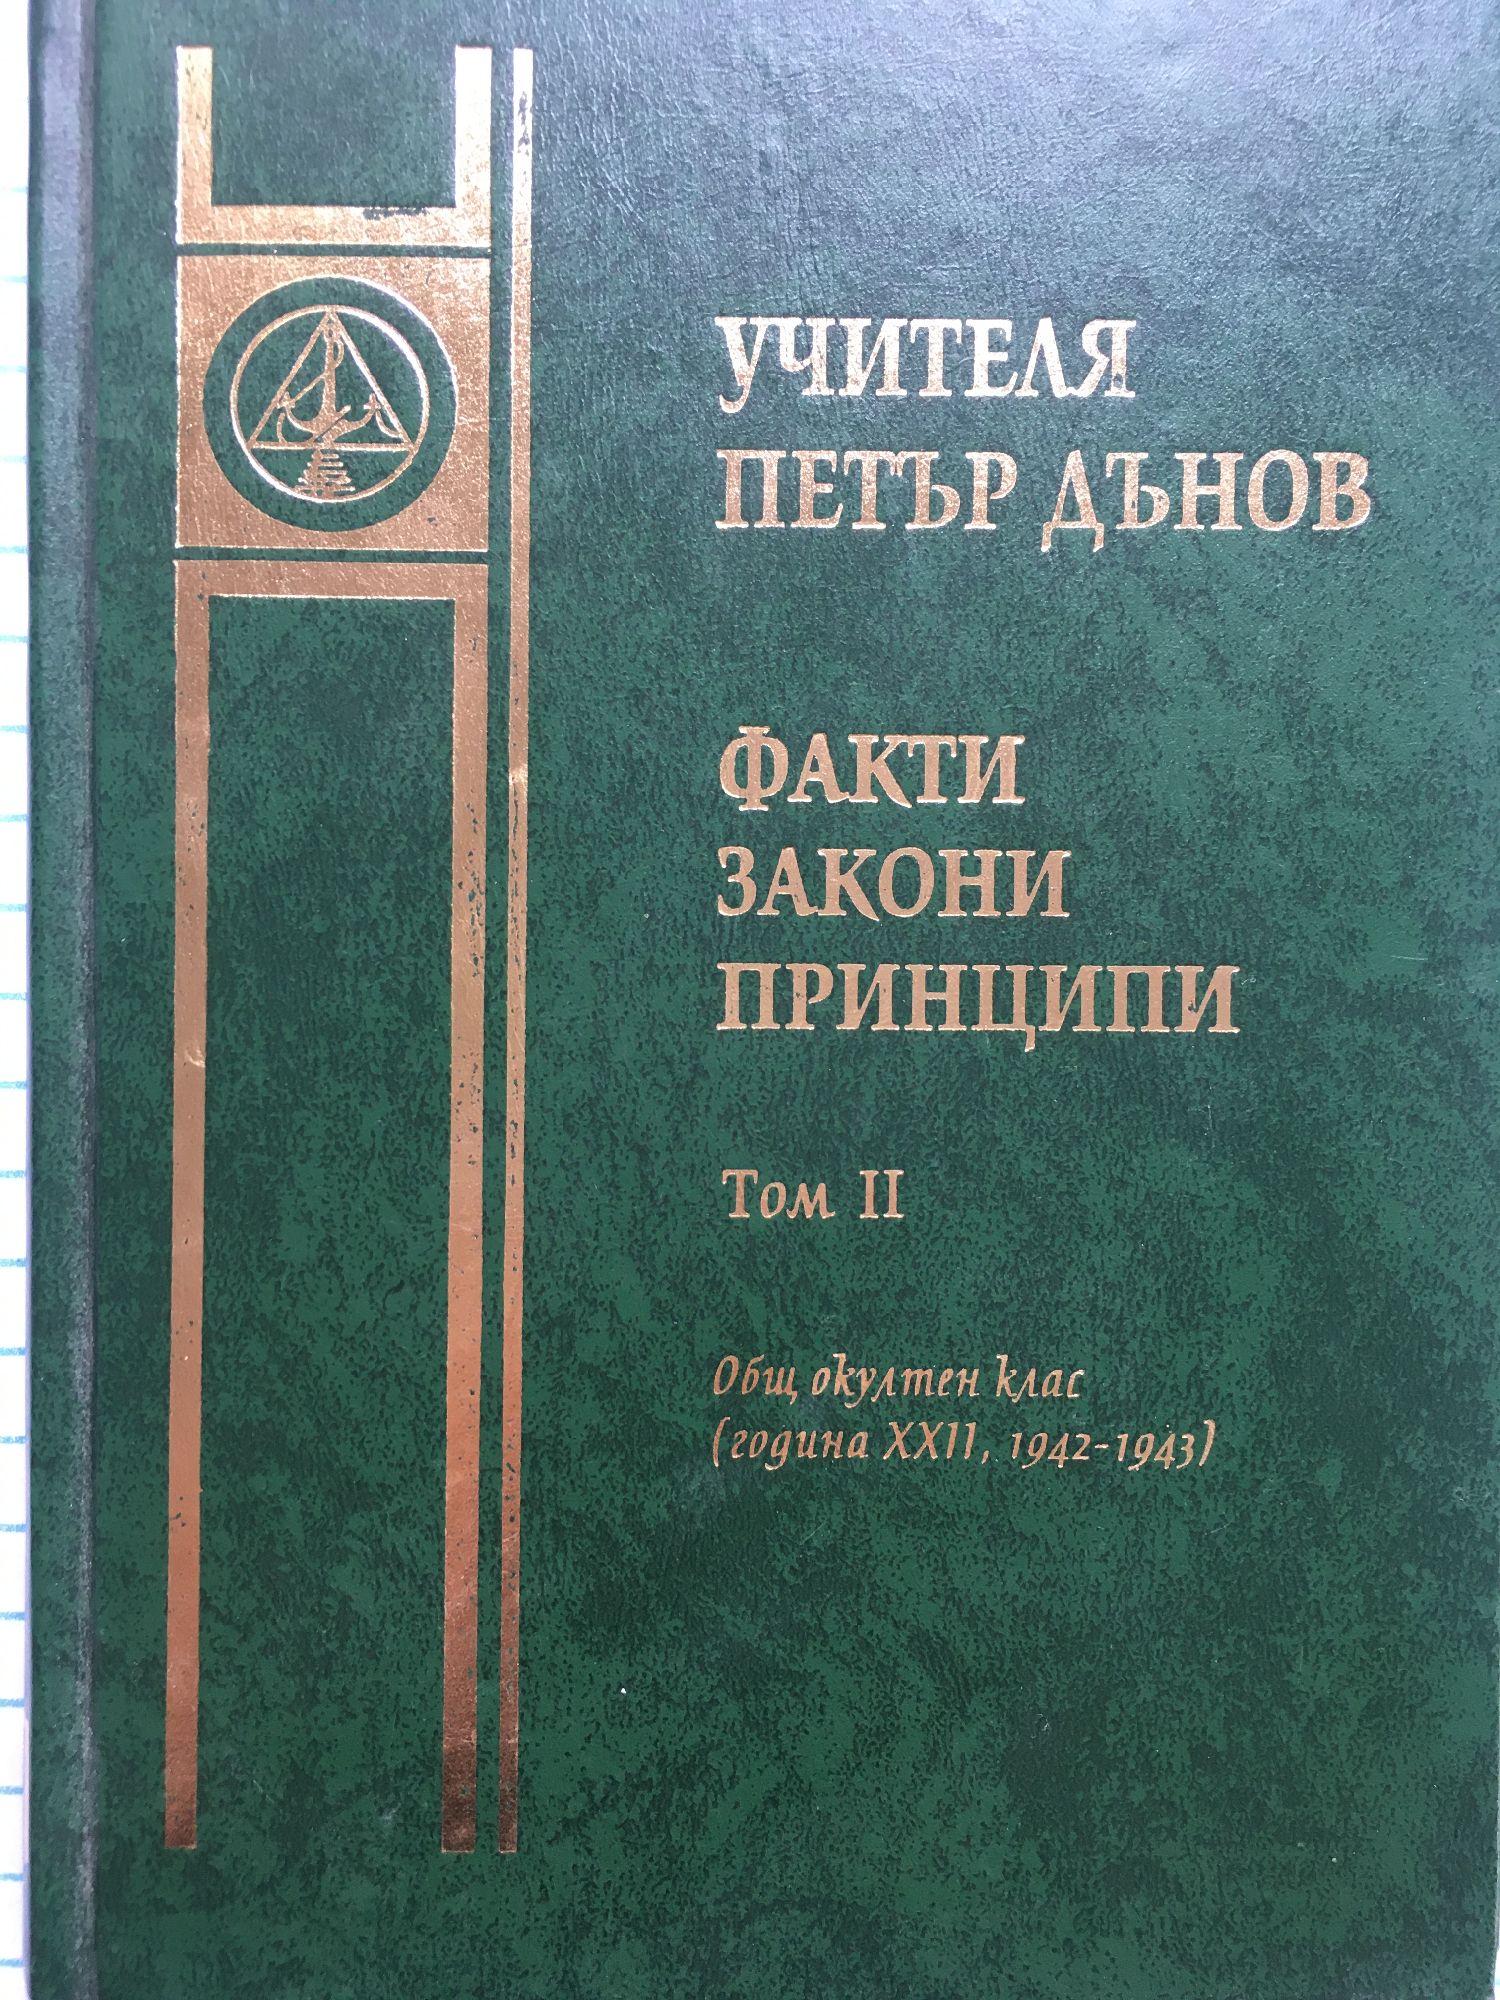 УЧИТЕЛЯ
ПЕТЪР ДЪНОВ
ФАКТИ
ЗАКОНИ
ПРИНЦИПИ
Том II
Общ окултен клас
(година XXII, 1942-1943)